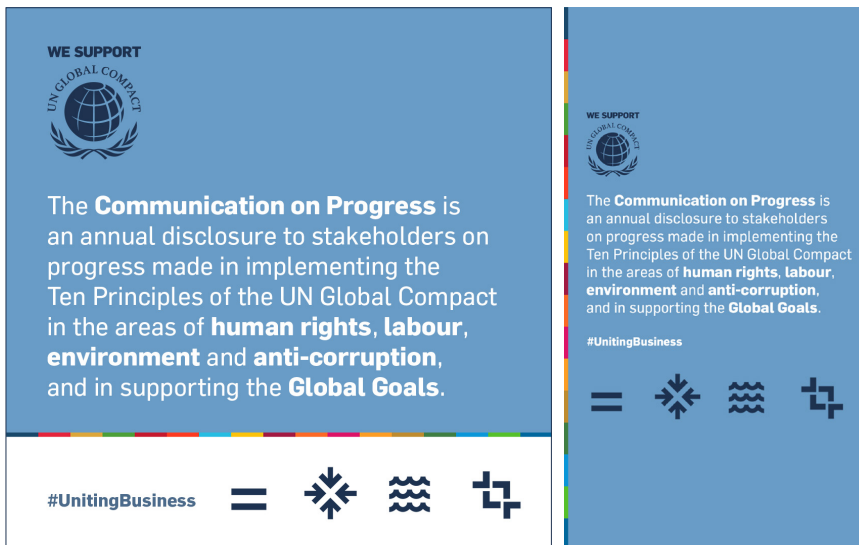 WE SUPPORT
UN GLOBAL COMPACT
The Communication on Progress is
an annual disclosure to stakeholders on
progress made in implementing the
Ten Principles of the UN Global Compact
in the areas of human rights, labour,
environment and anti-corruption,
and in supporting the Global Goals.
#UnitingBusiness
WE SUPPORT
UN GLOBAL COMPACT
The Communication on Progress is
an annual disclosure to stakeholders
on progress made in implementing the
Ten Principles of the UN Global Compact
in the areas of human rights, labour,
environment and anti-corruption,
and in supporting the Global Goals.
#UnitingBusiness